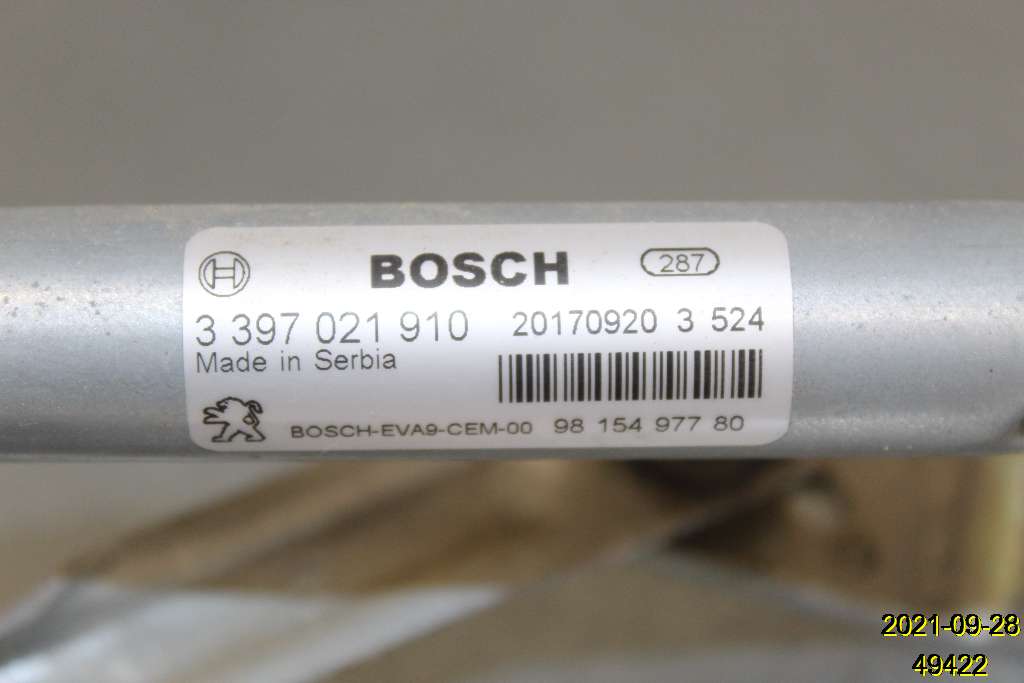 BOSCH 287
3 397 021 910 20170920 3 524
Made in Serbia
BOSCH-EVA9-CEM-00 98 154 977 80
2021-09-28
49422